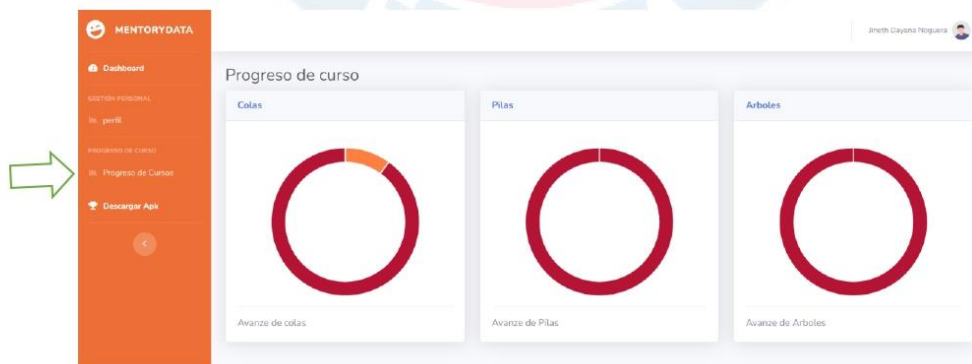 MENTORYDATA
Jineth Dayana Noguera
Dashboard
GESTIÓN PERSONAL
perfil
PROGRESO DE CURSO
Progreso de Cursos
Descargar Apk
Progreso de curso
Colas
Pilas
Arboles
Avanze de colas
Avanze de Pilas
Avanze de Arboles